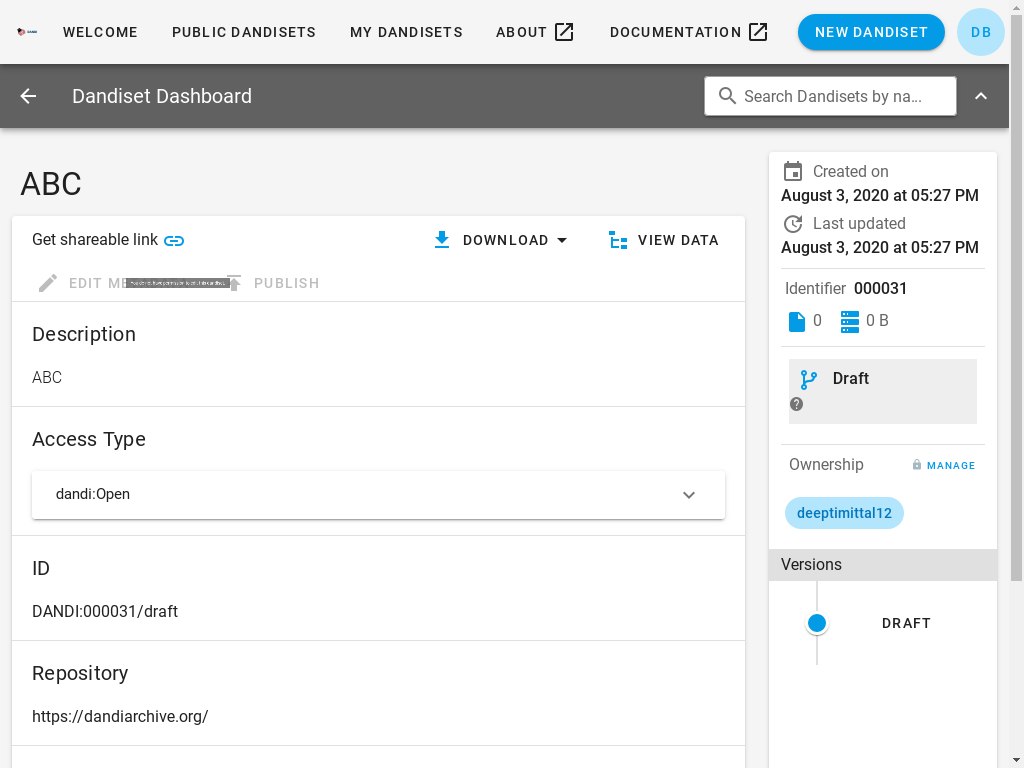 WELCOME PUBLIC DANDISETS MY DANDISETS ABOUT DOCUMENTATION NEW DANDISET DB
Dandiset Dashboard Search Dandisets by na...
ABC
Get shareable link DOWNLOAD VIEW DATA
EDIT PUBLISH
Description
ABC
Access Type
dandi:Open
ID
DANDI:000031/draft
Repository
https://dandiarchive.org/
Created on
August 3, 2020 at 05:27 PM
Last updated
August 3, 2020 at 05:27 PM
Identifier 000031
0 0 B
Draft
Ownership MANAGE
deeptimittal12
Versions
DRAFT